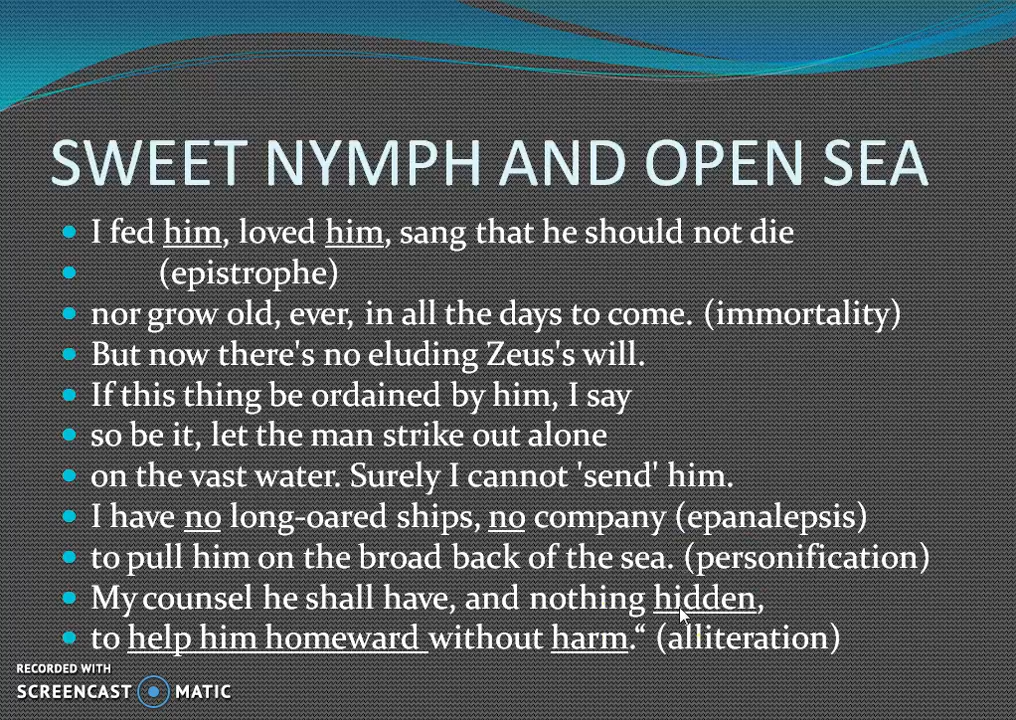 SWEET NYMPH AND OPEN SEA
I fed him, loved him, sang that he should not die
(epistrophe)
nor grow old, ever, in all the days to come. (immortality)
But now there's no eluding Zeus's will.
If this thing be ordained by him, I say
so be it, let the man strike out alone
on the vast water. Surely I cannot 'send' him.
I have no long-oared ships, no company (epanalepsis)
to pull him on the broad back of the sea. (personification)
My counsel he shall have, and nothing hidden,
to help him homeward without harm.“ (alliteration)
RECORDED WITH
SCREENCAST MATIC